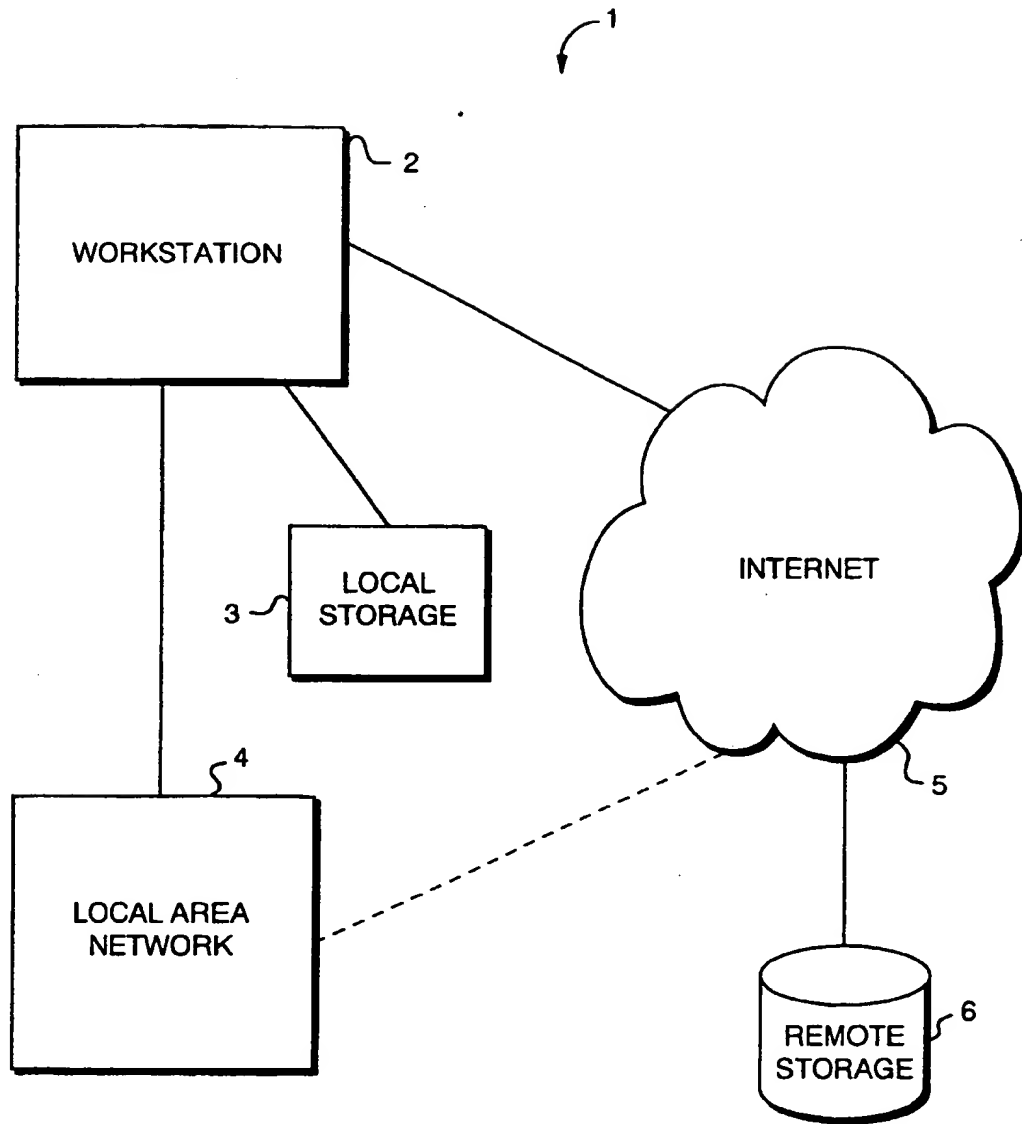 1
2
WORKSTATION
INTERNET
LOCAL
STORAGE
3
4
5
LOCAL AREA
NETWORK
6
REMOTE
STORAGE